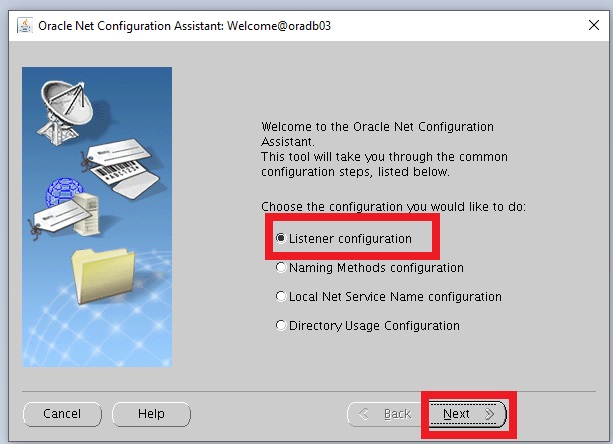 Oracle Net Configuration Assistant: Welcome@oradb03
Welcome to the Oracle Net Configuration
Assistant.
This tool will take you through the common
configuration steps, listed below.
Choose the configuration you would like to do:
Listener configuration
Naming Methods configuration
Local Net Service Name configuration
Directory Usage Configuration
Cancel
Help
Back
Next